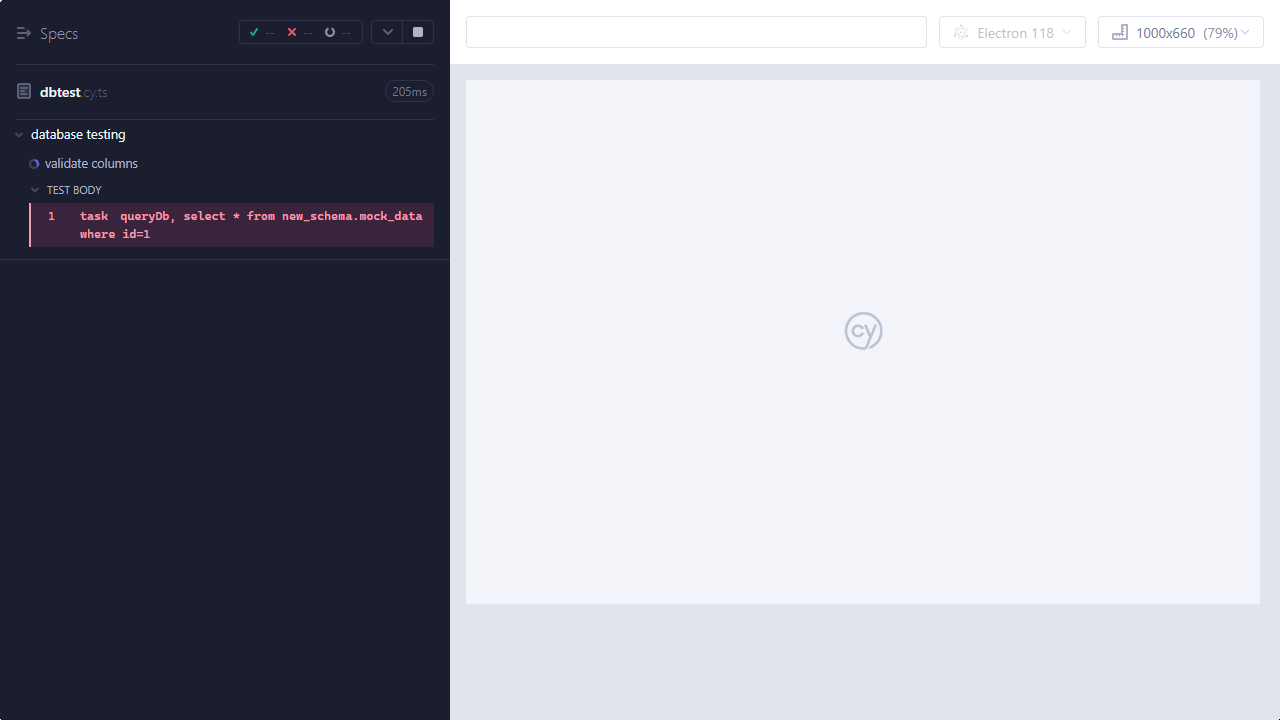 Specs
--
--
--
dbtest.cy.ts
205ms
database testing
validate columns
TEST BODY
1 task queryDb, select * from new_schema.mock_data
where id=1
Electron 118
1000x660 (79%)
cy